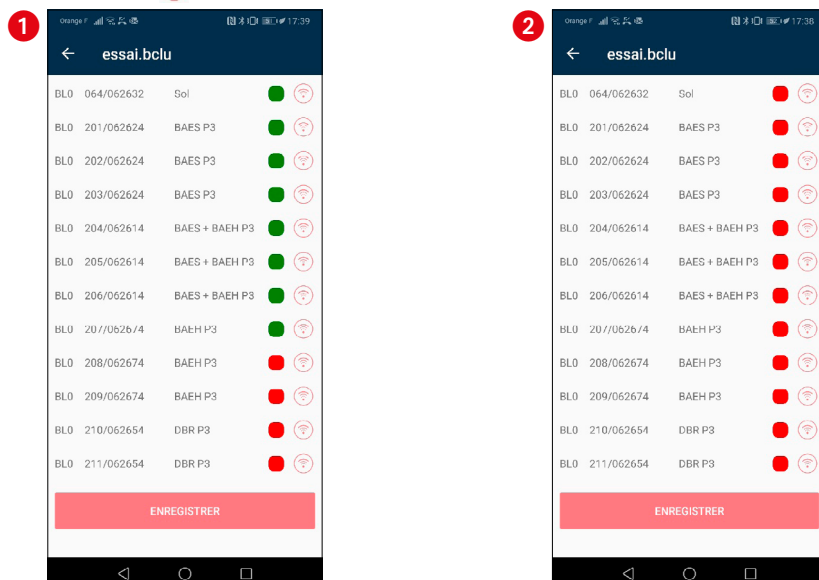 1
Orange F 17:39
essai.bclu
BL0 064/062632 Sol
BL0 201/062624 BAES P3
BL0 202/062624 BAES P3
BL0 203/062624 BAES P3
BL0 204/062614 BAES + BAEH P3
BL0 205/062614 BAES + BAEH P3
BL0 206/062614 BAES + BAEH P3
BL0 207/062674 BAEH P3
BL0 208/062674 BAEH P3
BL0 209/062674 BAEH P3
BL0 210/062654 DBR P3
BL0 211/062654 DBR P3
ENREGISTRER
2
Orange F 17:38
essai.bclu
BL0 064/062632 Sol
BL0 201/062624 BAES P3
BL0 202/062624 BAES P3
BL0 203/062624 BAES P3
BL0 204/062614 BAES + BAEH P3
BL0 205/062614 BAES + BAEH P3
BL0 206/062614 BAES + BAEH P3
BL0 207/062674 BAEH P3
BL0 208/062674 BAEH P3
BL0 209/062674 BAEH P3
BL0 210/062654 DBR P3
BL0 211/062654 DBR P3
ENREGISTRER